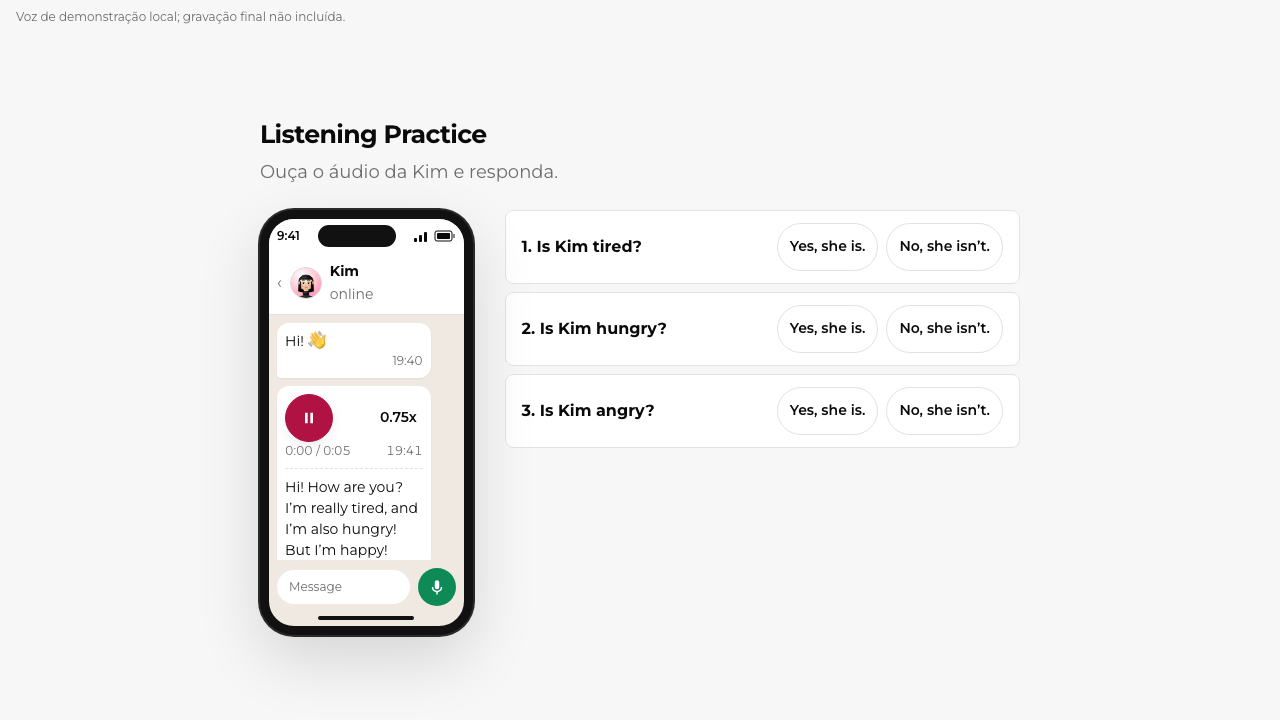 Voz de demonstração local; gravação final não incluída.
Listening Practice
Ouça o áudio da Kim e responda.
9:41
Kim
online
Hi! 👋
19:40
0.75x
0:00 / 0:05 19:41
Hi! How are you?
I’m really tired, and
I’m also hungry!
But I’m happy!
Message
1. Is Kim tired? Yes, she is. No, she isn’t.
2. Is Kim hungry? Yes, she is. No, she isn’t.
3. Is Kim angry? Yes, she is. No, she isn’t.